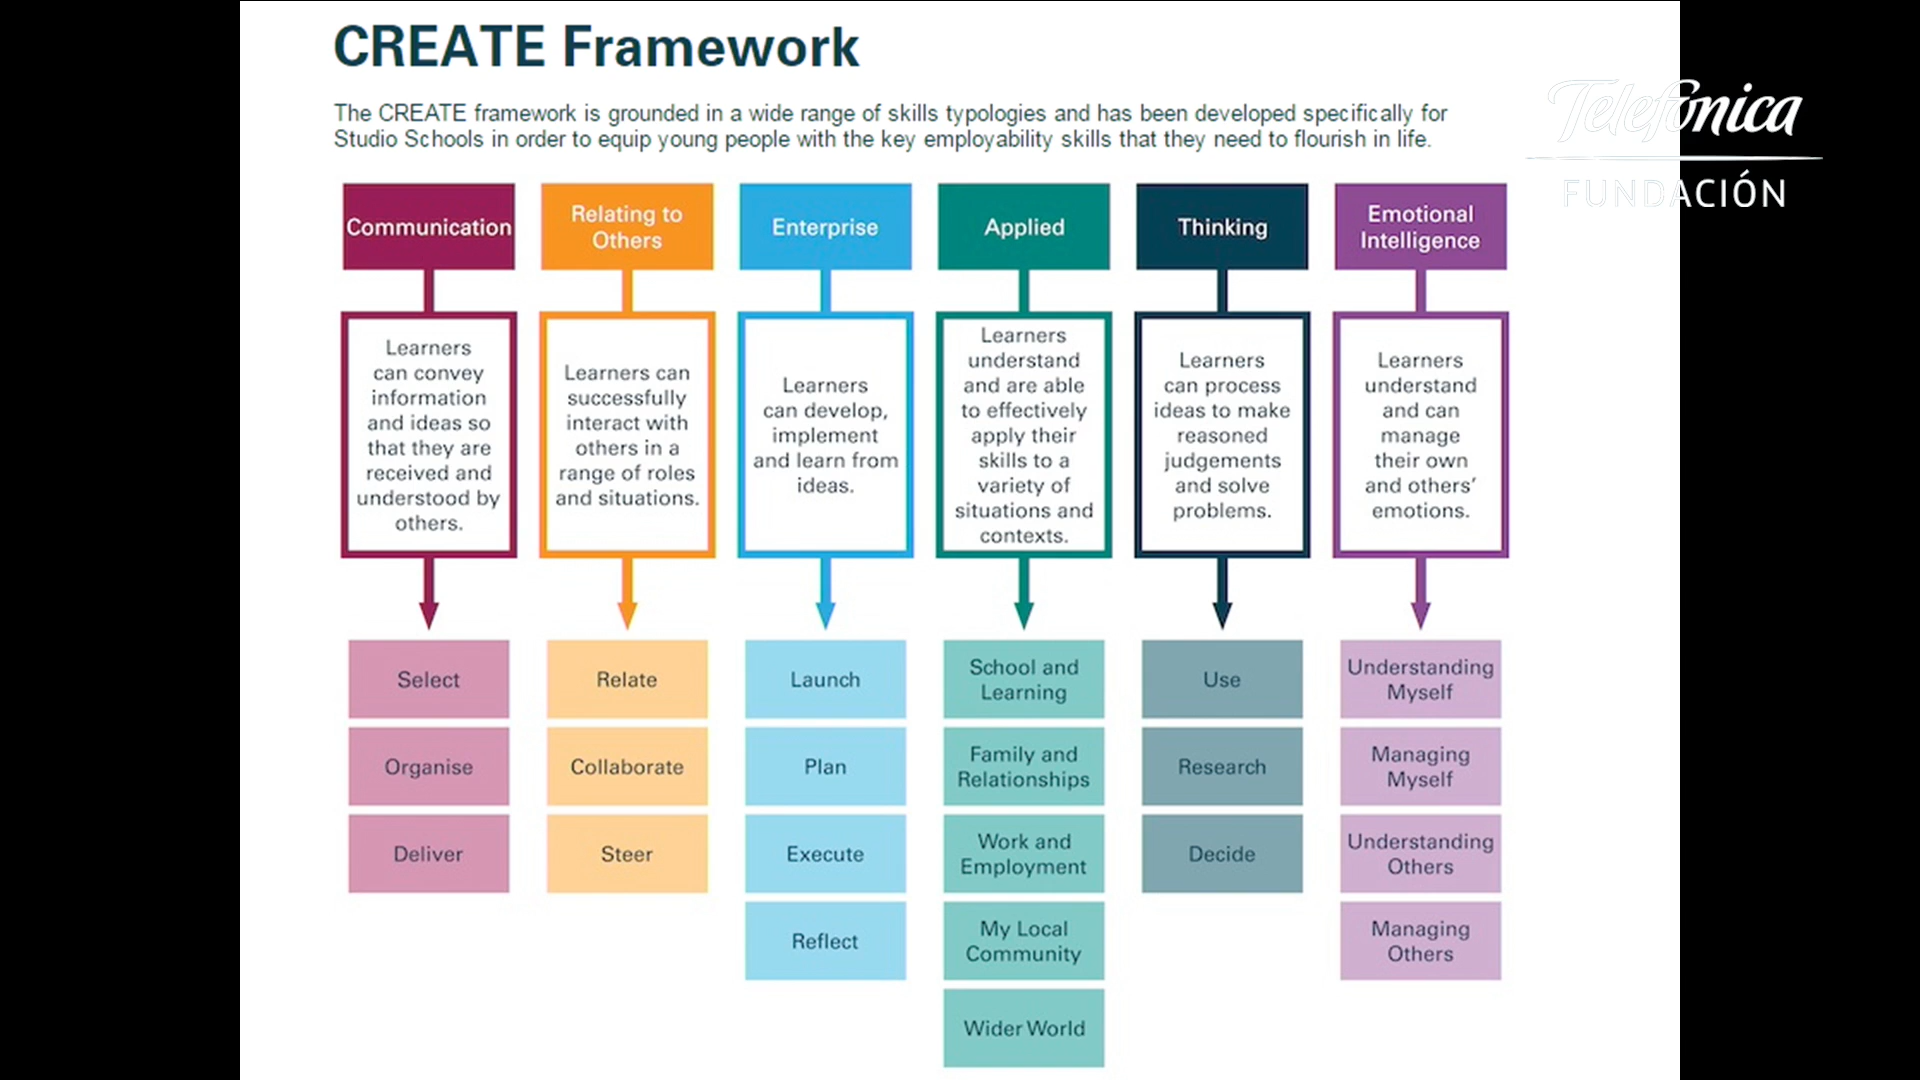 CREATE Framework
The CREATE framework is grounded in a wide range of skills typologies and has been developed specifically for
Studio Schools in order to equip young people with the key employability skills that they need to flourish in life.
Telefónica
FUNDACIÓN
Communication
Learners
can convey
information
and ideas so
that they are
received and
understood by
others.
Select
Organise
Deliver
Relating to
Others
Learners can
successfully
interact with
others in a
range of roles
and situations.
Relate
Collaborate
Steer
Enterprise
Learners
can develop,
implement
and learn from
ideas.
Launch
Plan
Execute
Reflect
Applied
Learners
understand
and are able
to effectively
apply their
skills to a
variety of
situations and
contexts.
School and
Learning
Family and
Relationships
Work and
Employment
My Local
Community
Wider World
Thinking
Learners
can process
ideas to make
reasoned
judgements
and solve
problems.
Use
Research
Decide
Emotional
Intelligence
Learners
understand
and can
manage
their own
and others’
emotions.
Understanding
Myself
Managing
Myself
Understanding
Others
Managing
Others